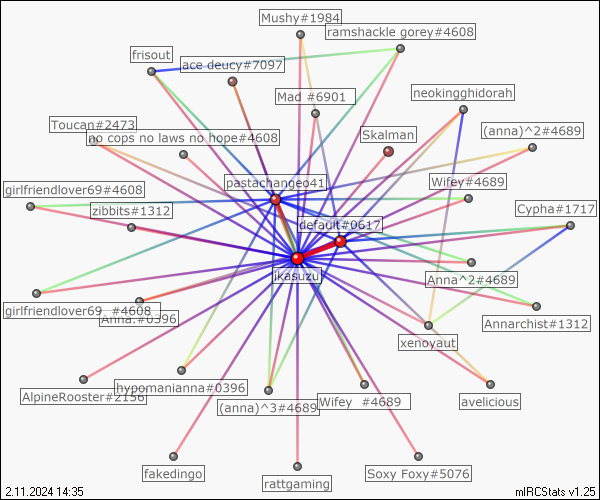 Mushy#1984
ramshackle gorey#4608
frisout
ace deucy#7097
neokingghidorah
Mad #6901
Toucan#2473
no cops no laws no hope#4608
Skalman
(anna)^2#4689
pastachangeo41
Wifey#4689
girlfriendlover69#4608
zibbits#1312
Cypha#1717
default#0617
ikasuzu
Anna^2#4689
girlfriendlover69 #4608
Anna.#0396
Annarchist#1312
xenoyaut
AlpineRooster#2156
hypomanianna#0396
(anna)^3#4689
Wifey #4689
avelicious
fakedingo
rattgaming
Soxy Foxy#5076
2.11.2024 14:35
mIRCStats v1.25